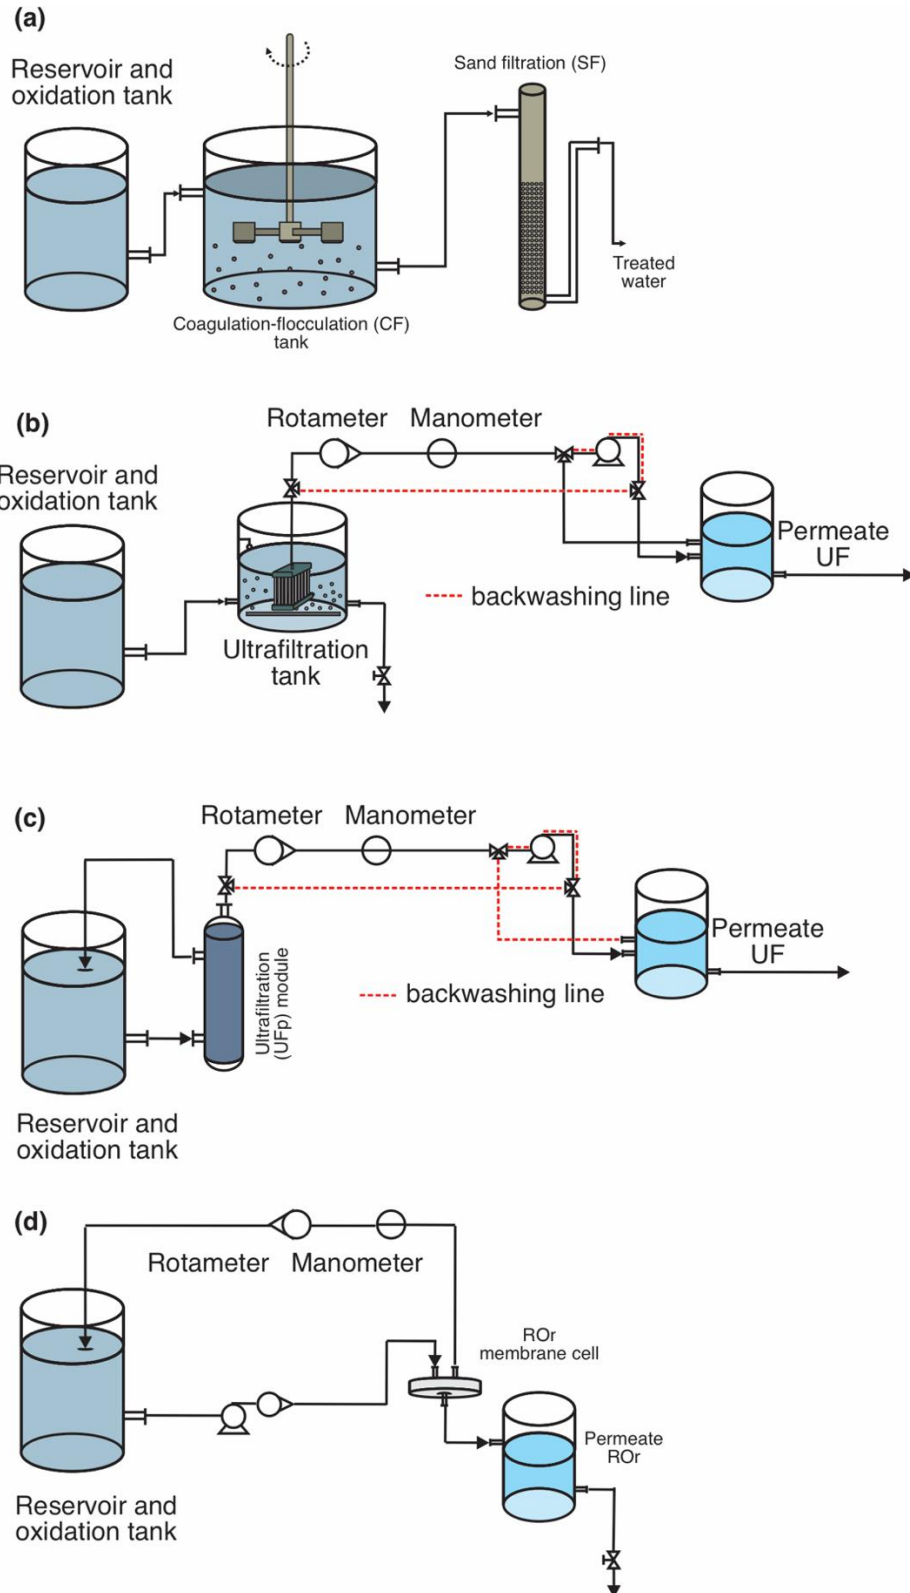 (a)
Reservoir and
oxidation tank
Sand filtration (SF)
Treated
water
Coagulation-flocculation (CF)
tank
(b)
Rotameter Manometer
Reservoir and
oxidation tank
Permeate
UF
backwashing line
Ultrafiltration
tank
(c)
Rotameter Manometer
Ultrafiltration
(UFp) module
Permeate
UF
backwashing line
Reservoir and
oxidation tank
(d)
Rotameter Manometer
ROr
membrane cell
Permeate
ROr
Reservoir and
oxidation tank